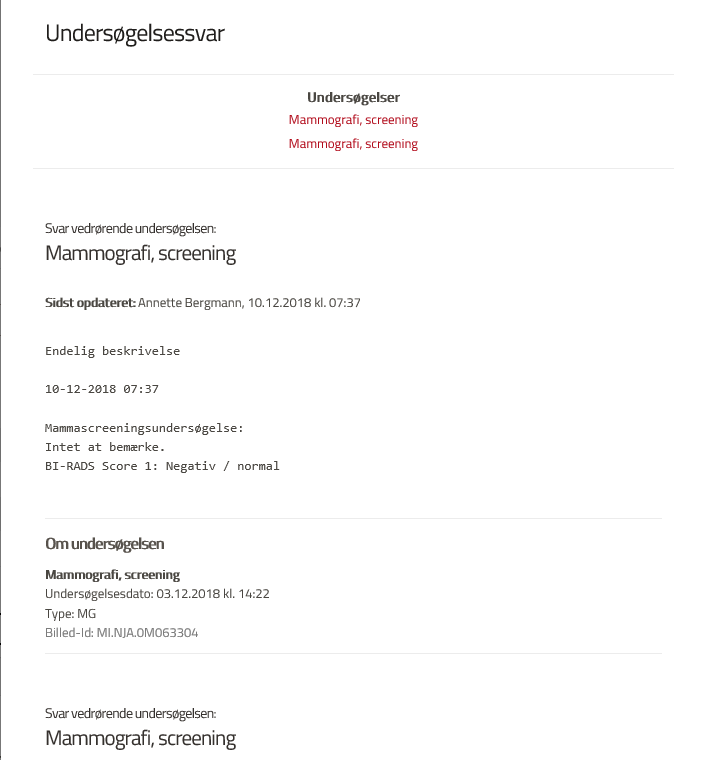 Undersøgelsessvar
Undersøgelser
Mammografi, screening
Mammografi, screening
Svar vedrørende undersøgelsen:
Mammografi, screening
Sidst opdateret: Annette Bergmann, 10.12.2018 kl. 07:37
Endelig beskrivelse
10-12-2018 07:37
Mammascreeningsundersøgelse:
Intet at bemærke.
BI-RADS Score 1: Negativ / normal
Om undersøgelsen
Mammografi, screening
Undersøgelsesdato: 03.12.2018 kl. 14:22
Type: MG
Billed-Id: MI.NJA.0M063304
Svar vedrørende undersøgelsen:
Mammografi, screening